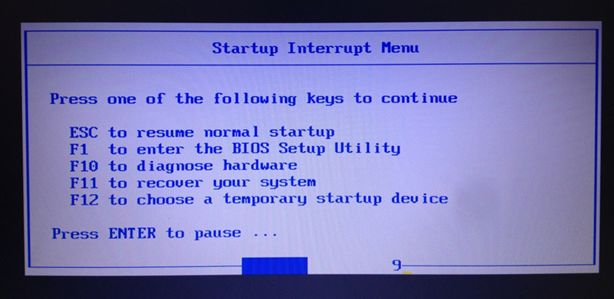 Startup Interrupt Menu
Press one of the following keys to continue
ESC to resume normal startup
F1 to enter the BIOS Setup Utility
F10 to diagnose hardware
F11 to recover your system
F12 to choose a temporary startup device
Press ENTER to pause ...
9